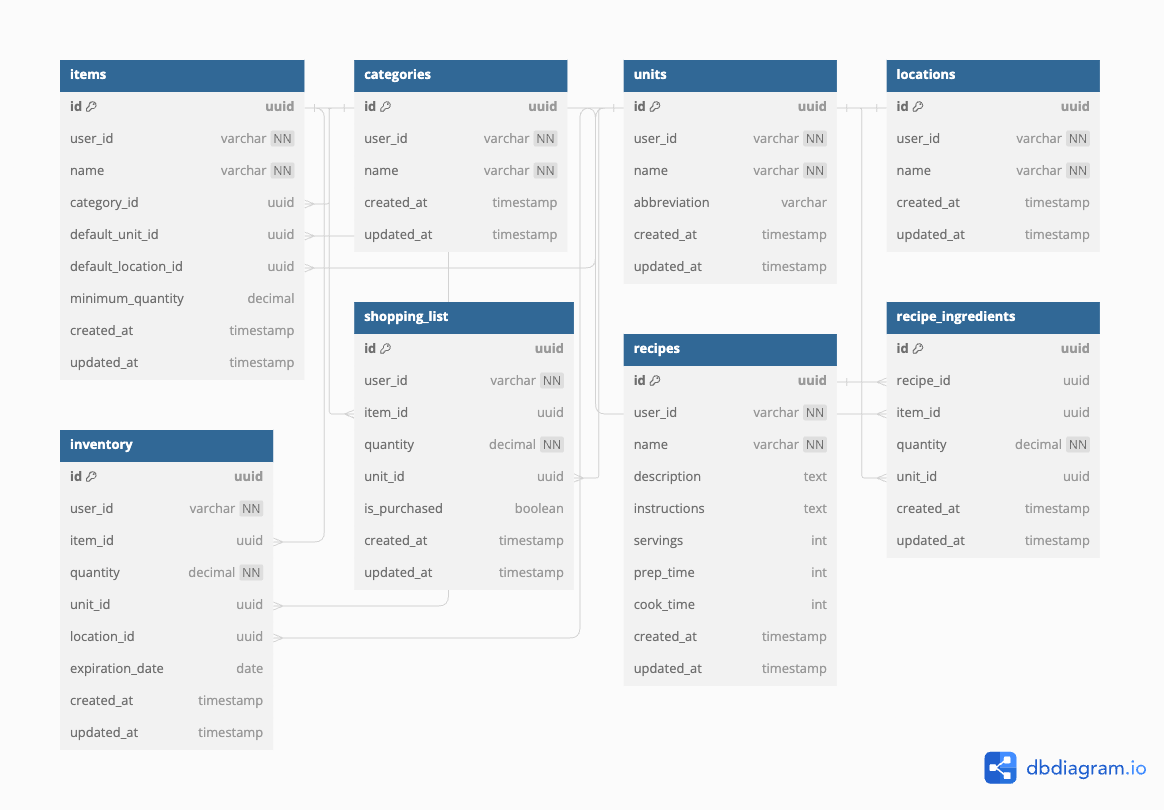 items
id uuid
user_id varchar NN
name varchar NN
category_id uuid
default_unit_id uuid
default_location_id uuid
minimum_quantity decimal
created_at timestamp
updated_at timestamp
categories
id uuid
user_id varchar NN
name varchar NN
created_at timestamp
updated_at timestamp
units
id uuid
user_id varchar NN
name varchar NN
abbreviation varchar
created_at timestamp
updated_at timestamp
locations
id uuid
user_id varchar NN
name varchar NN
created_at timestamp
updated_at timestamp
shopping_list
id uuid
user_id varchar NN
item_id uuid
quantity decimal NN
unit_id uuid
is_purchased boolean
created_at timestamp
updated_at timestamp
recipes
id uuid
user_id varchar NN
name varchar NN
description text
instructions text
servings int
prep_time int
cook_time int
created_at timestamp
updated_at timestamp
recipe_ingredients
id uuid
recipe_id uuid
item_id uuid
quantity decimal NN
unit_id uuid
created_at timestamp
updated_at timestamp
inventory
id uuid
user_id varchar NN
item_id uuid
quantity decimal NN
unit_id uuid
location_id uuid
expiration_date date
created_at timestamp
updated_at timestamp
dbdiagram.io